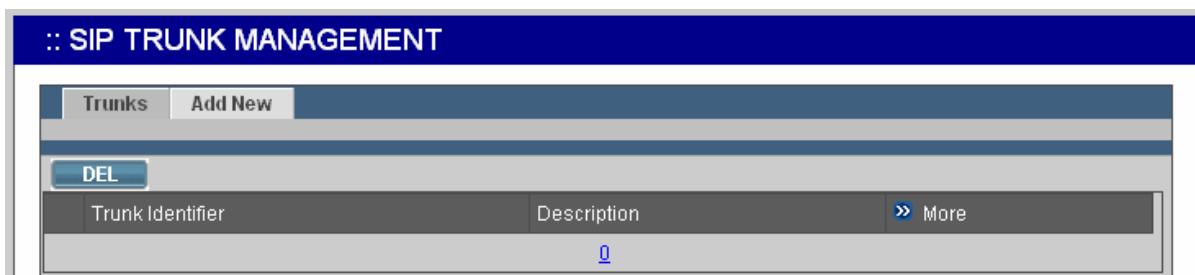 :: SIP TRUNK MANAGEMENT
Trunks Add New
DEL
Trunk Identifier Description More
0